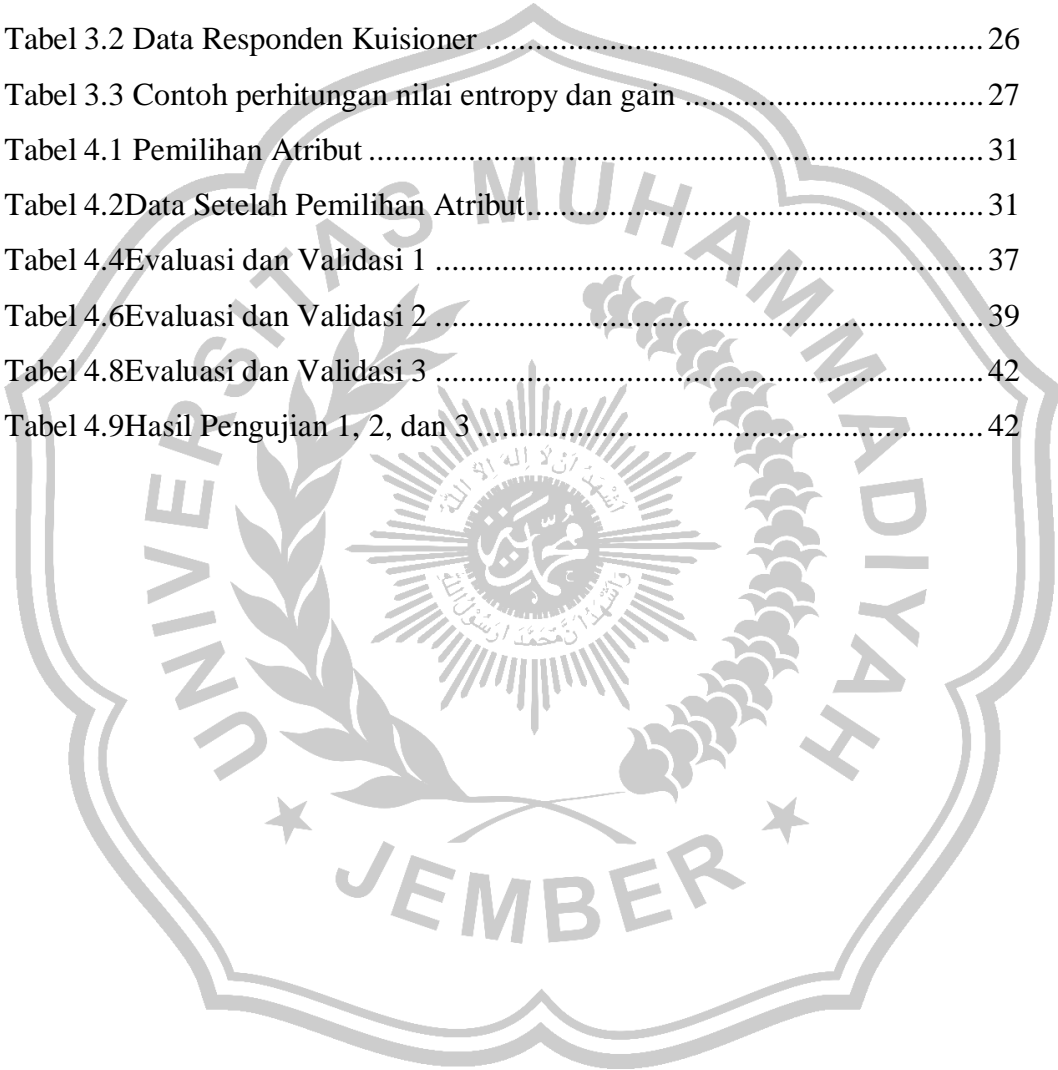 Tabel 3.2 Data Responden Kuisioner ............................................................ 26
Tabel 3.3 Contoh perhitungan nilai entropy dan gain .................................... 27
Tabel 4.1 Pemilihan Atribut .......................................................................... 31
Tabel 4.2Data Setelah Pemilihan Atribut....................................................... 31
Tabel 4.4Evaluasi dan Validasi 1 .................................................................. 37
Tabel 4.6Evaluasi dan Validasi 2 .................................................................. 39
Tabel 4.8Evaluasi dan Validasi 3 .................................................................. 42
Tabel 4.9Hasil Pengujian 1, 2, dan 3 ............................................................. 42
UNIVERSITAS MUHAMMADIYAH
JEMBER